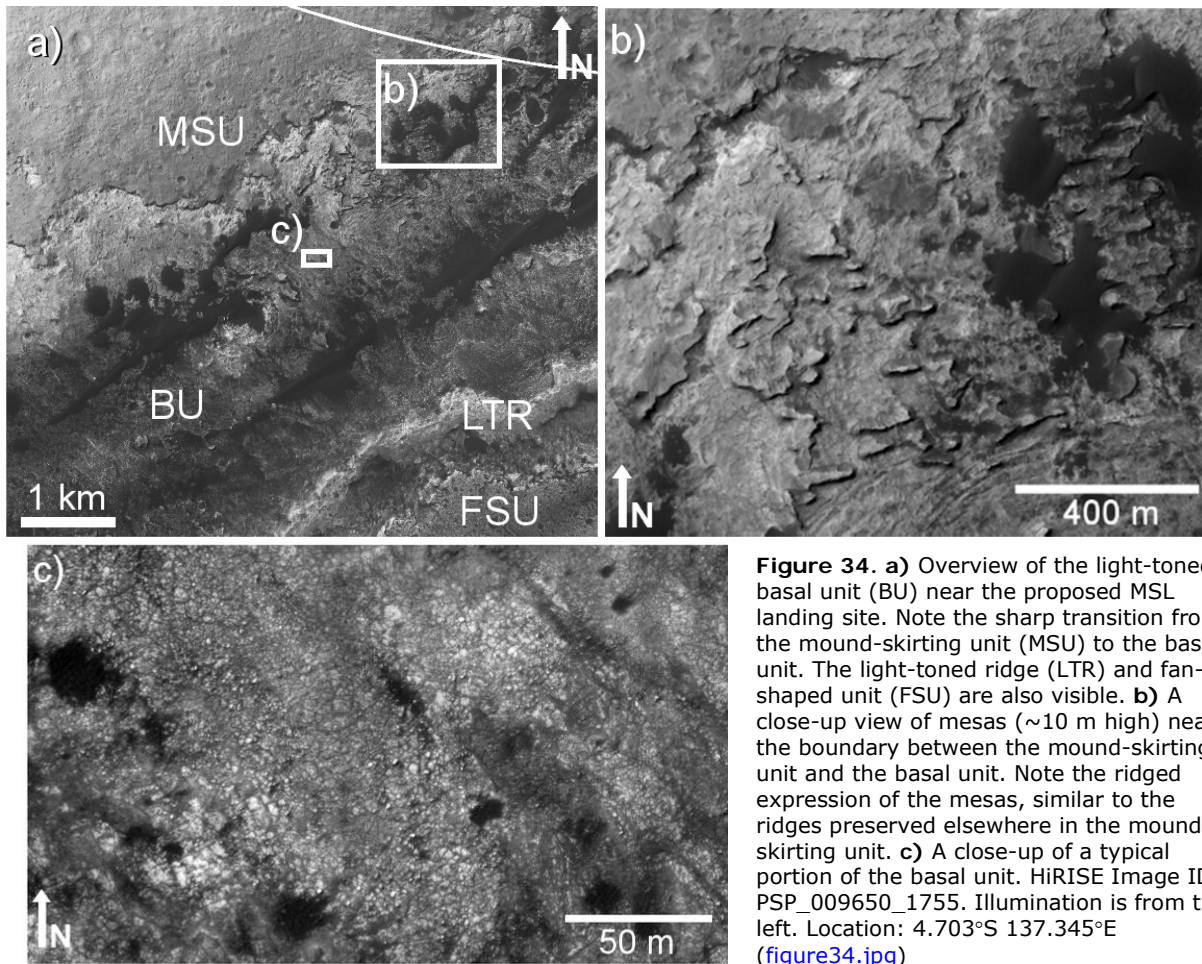 a)
N
b)
MSU
c)
BU
LTR
1 km
FSU
b)
N
400 m
c)
N
50 m
Figure 34. a) Overview of the light-toned
basal unit (BU) near the proposed MSL
landing site. Note the sharp transition
the mound-skirting unit (MSU) to the
unit. The light-toned ridge (LTR) and fan-
shaped unit (FSU) are also visible. b) A
close-up view of mesas (~10 m high)
the boundary between the mound-skirting
unit and the basal unit. Note the ridged
expression of the mesas, similar to the
ridges preserved elsewhere in the mound
skirting unit. c) A close-up of a typical
portion of the basal unit. HiRISE Image
PSP_009650_1755. Illumination is from
left. Location: 4.703°S 137.345°E
(figure34.jpg)